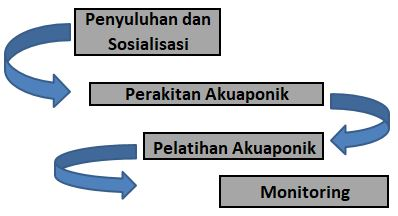 Penyuluhan dan
Sosialisasi
Perakitan Akuaponik
Pelatihan Akuaponik
Monitoring